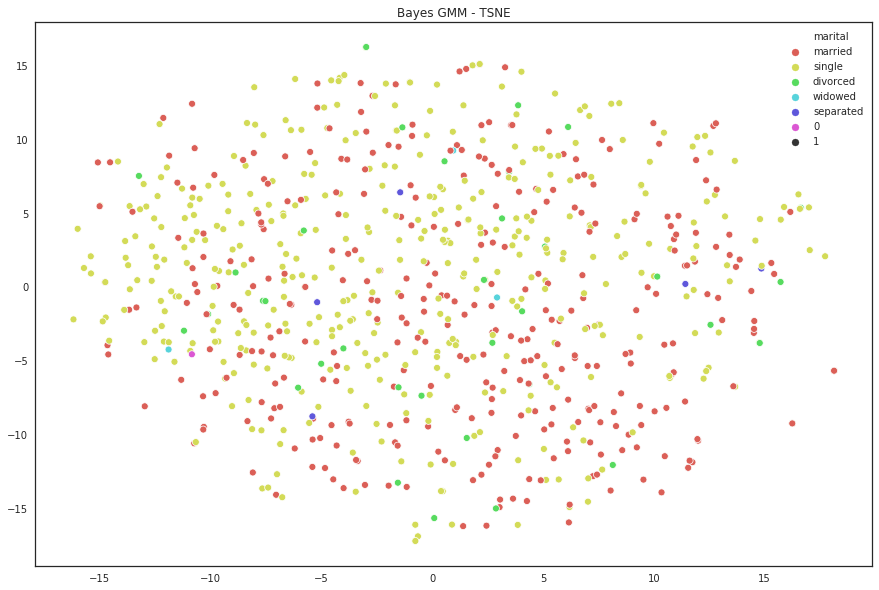 Bayes GMM - TSNE
marital
married
single
divorced
widowed
separated
0
1
15
10
5
0
−5
−10
−15
−15 −10 −5 0 5 10 15